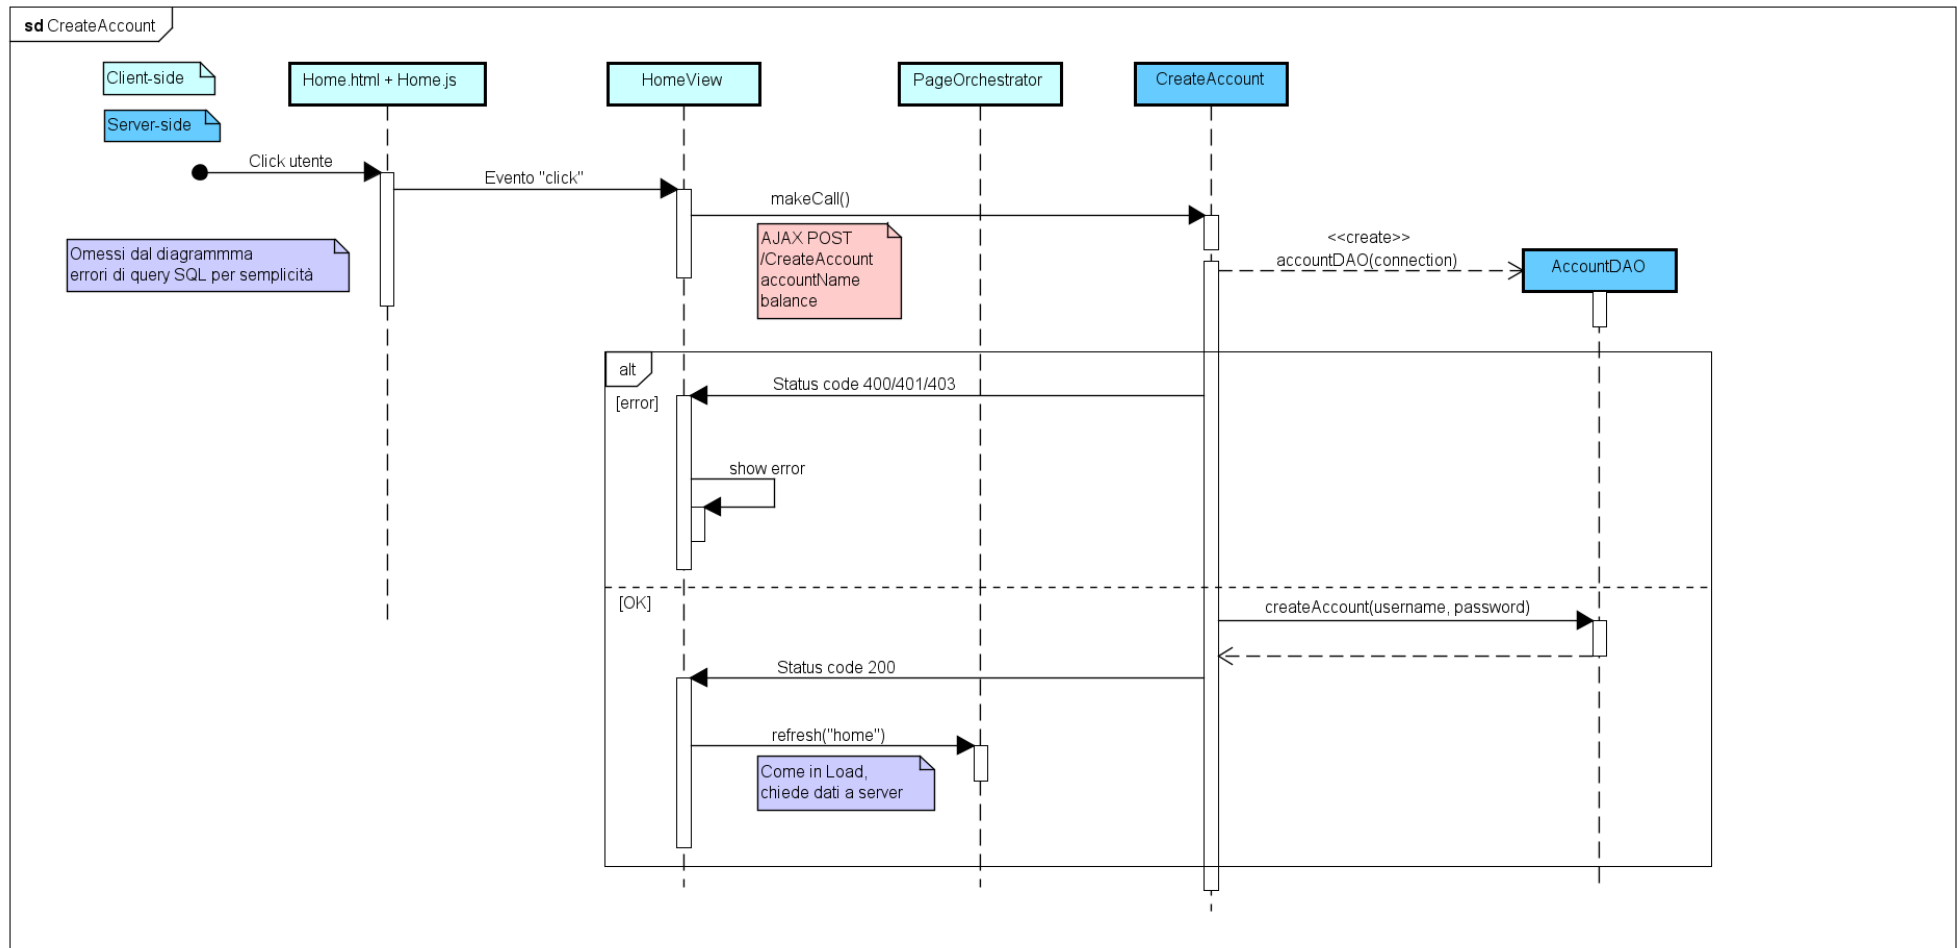 sd CreateAccount
Client-side
Server-side
Home.html + Home.js
HomeView
PageOrchestrator
CreateAccount
Click utente
Evento "click"
makeCall()
AJAX POST
/CreateAccount
accountName
balance
<<create>>
accountDAO(connection)
AccountDAO
Omessi dal diagrammma
errori di query SQL per semplicità
alt
[error]
Status code 400/401/403
show error
[OK]
createAccount(username, password)
Status code 200
refresh("home")
Come in Load,
chiede dati a server